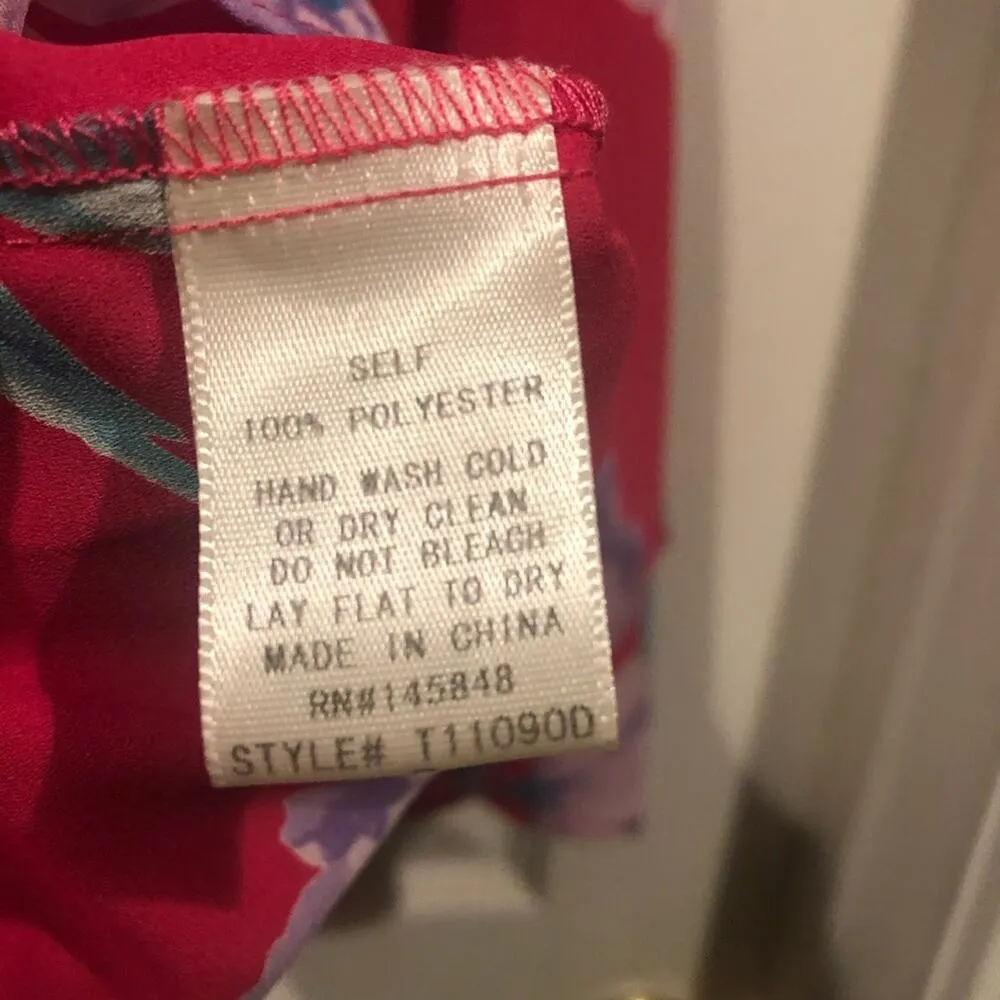 SELF
100% POLYESTER
HAND WASH COLD
OR DRY CLEAN
DO NOT BLEAGH
LAY FLAT TO DRY
MADE IN CHINA
RN#145848
STYLE# T11090D